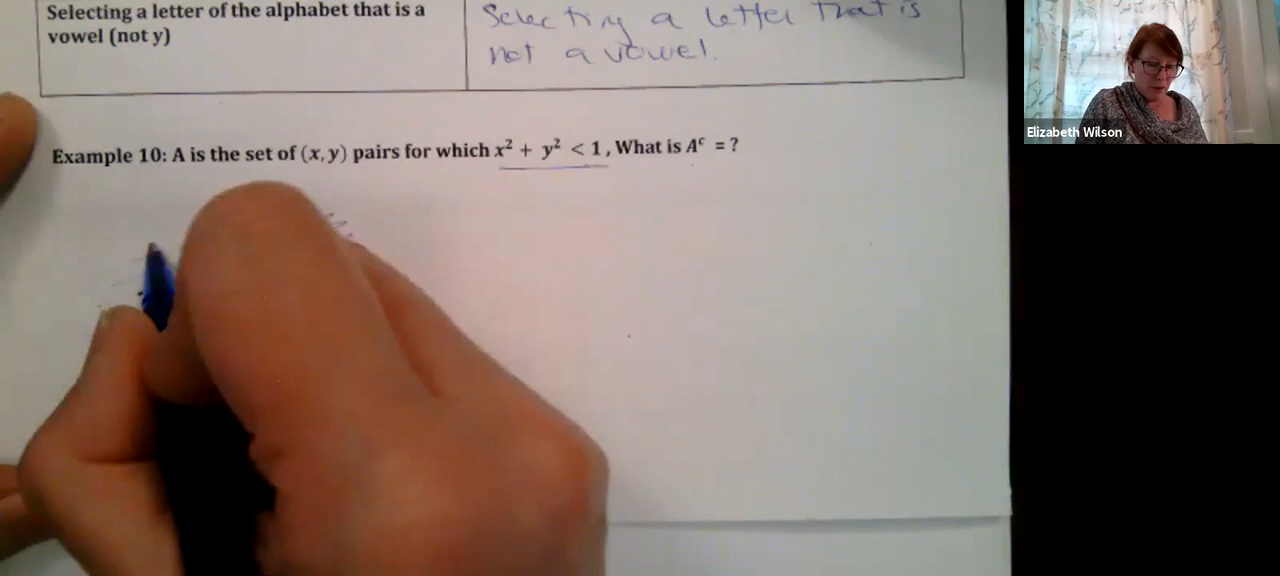 Selecting a letter of the alphabet that is a
vowel (not y)
Selecting a letter that is
not a vowel.
Elizabeth Wilson
Example 10: A is the set of (x, y) pairs for which x² + y² < 1, What is Aᶜ = ?